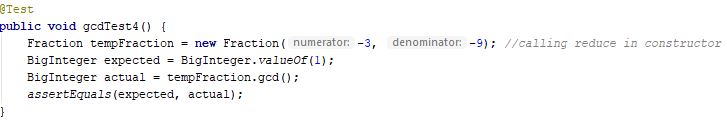 @Test
public void gcdTest4() {
    Fraction tempFraction = new Fraction( numerator: -3, denominator: -9); //calling reduce in constructor
    BigInteger expected = BigInteger.valueOf(1);
    BigInteger actual = tempFraction.gcd();
    assertEquals(expected, actual);
}